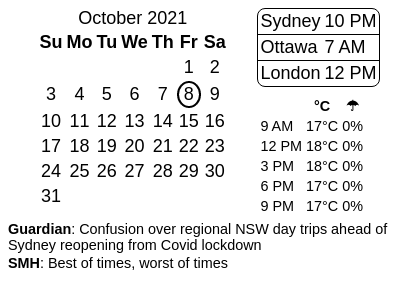 October 2021
Su Mo Tu We Th Fr Sa
1 2
3 4 5 6 7 8 9
10 11 12 13 14 15 16
17 18 19 20 21 22 23
24 25 26 27 28 29 30
31
Sydney 10 PM
Ottawa 7 AM
London 12 PM
°C ☂
9 AM 17°C 0%
12 PM 18°C 0%
3 PM 18°C 0%
6 PM 17°C 0%
9 PM 17°C 0%
Guardian: Confusion over regional NSW day trips ahead of
Sydney reopening from Covid lockdown
SMH: Best of times, worst of times